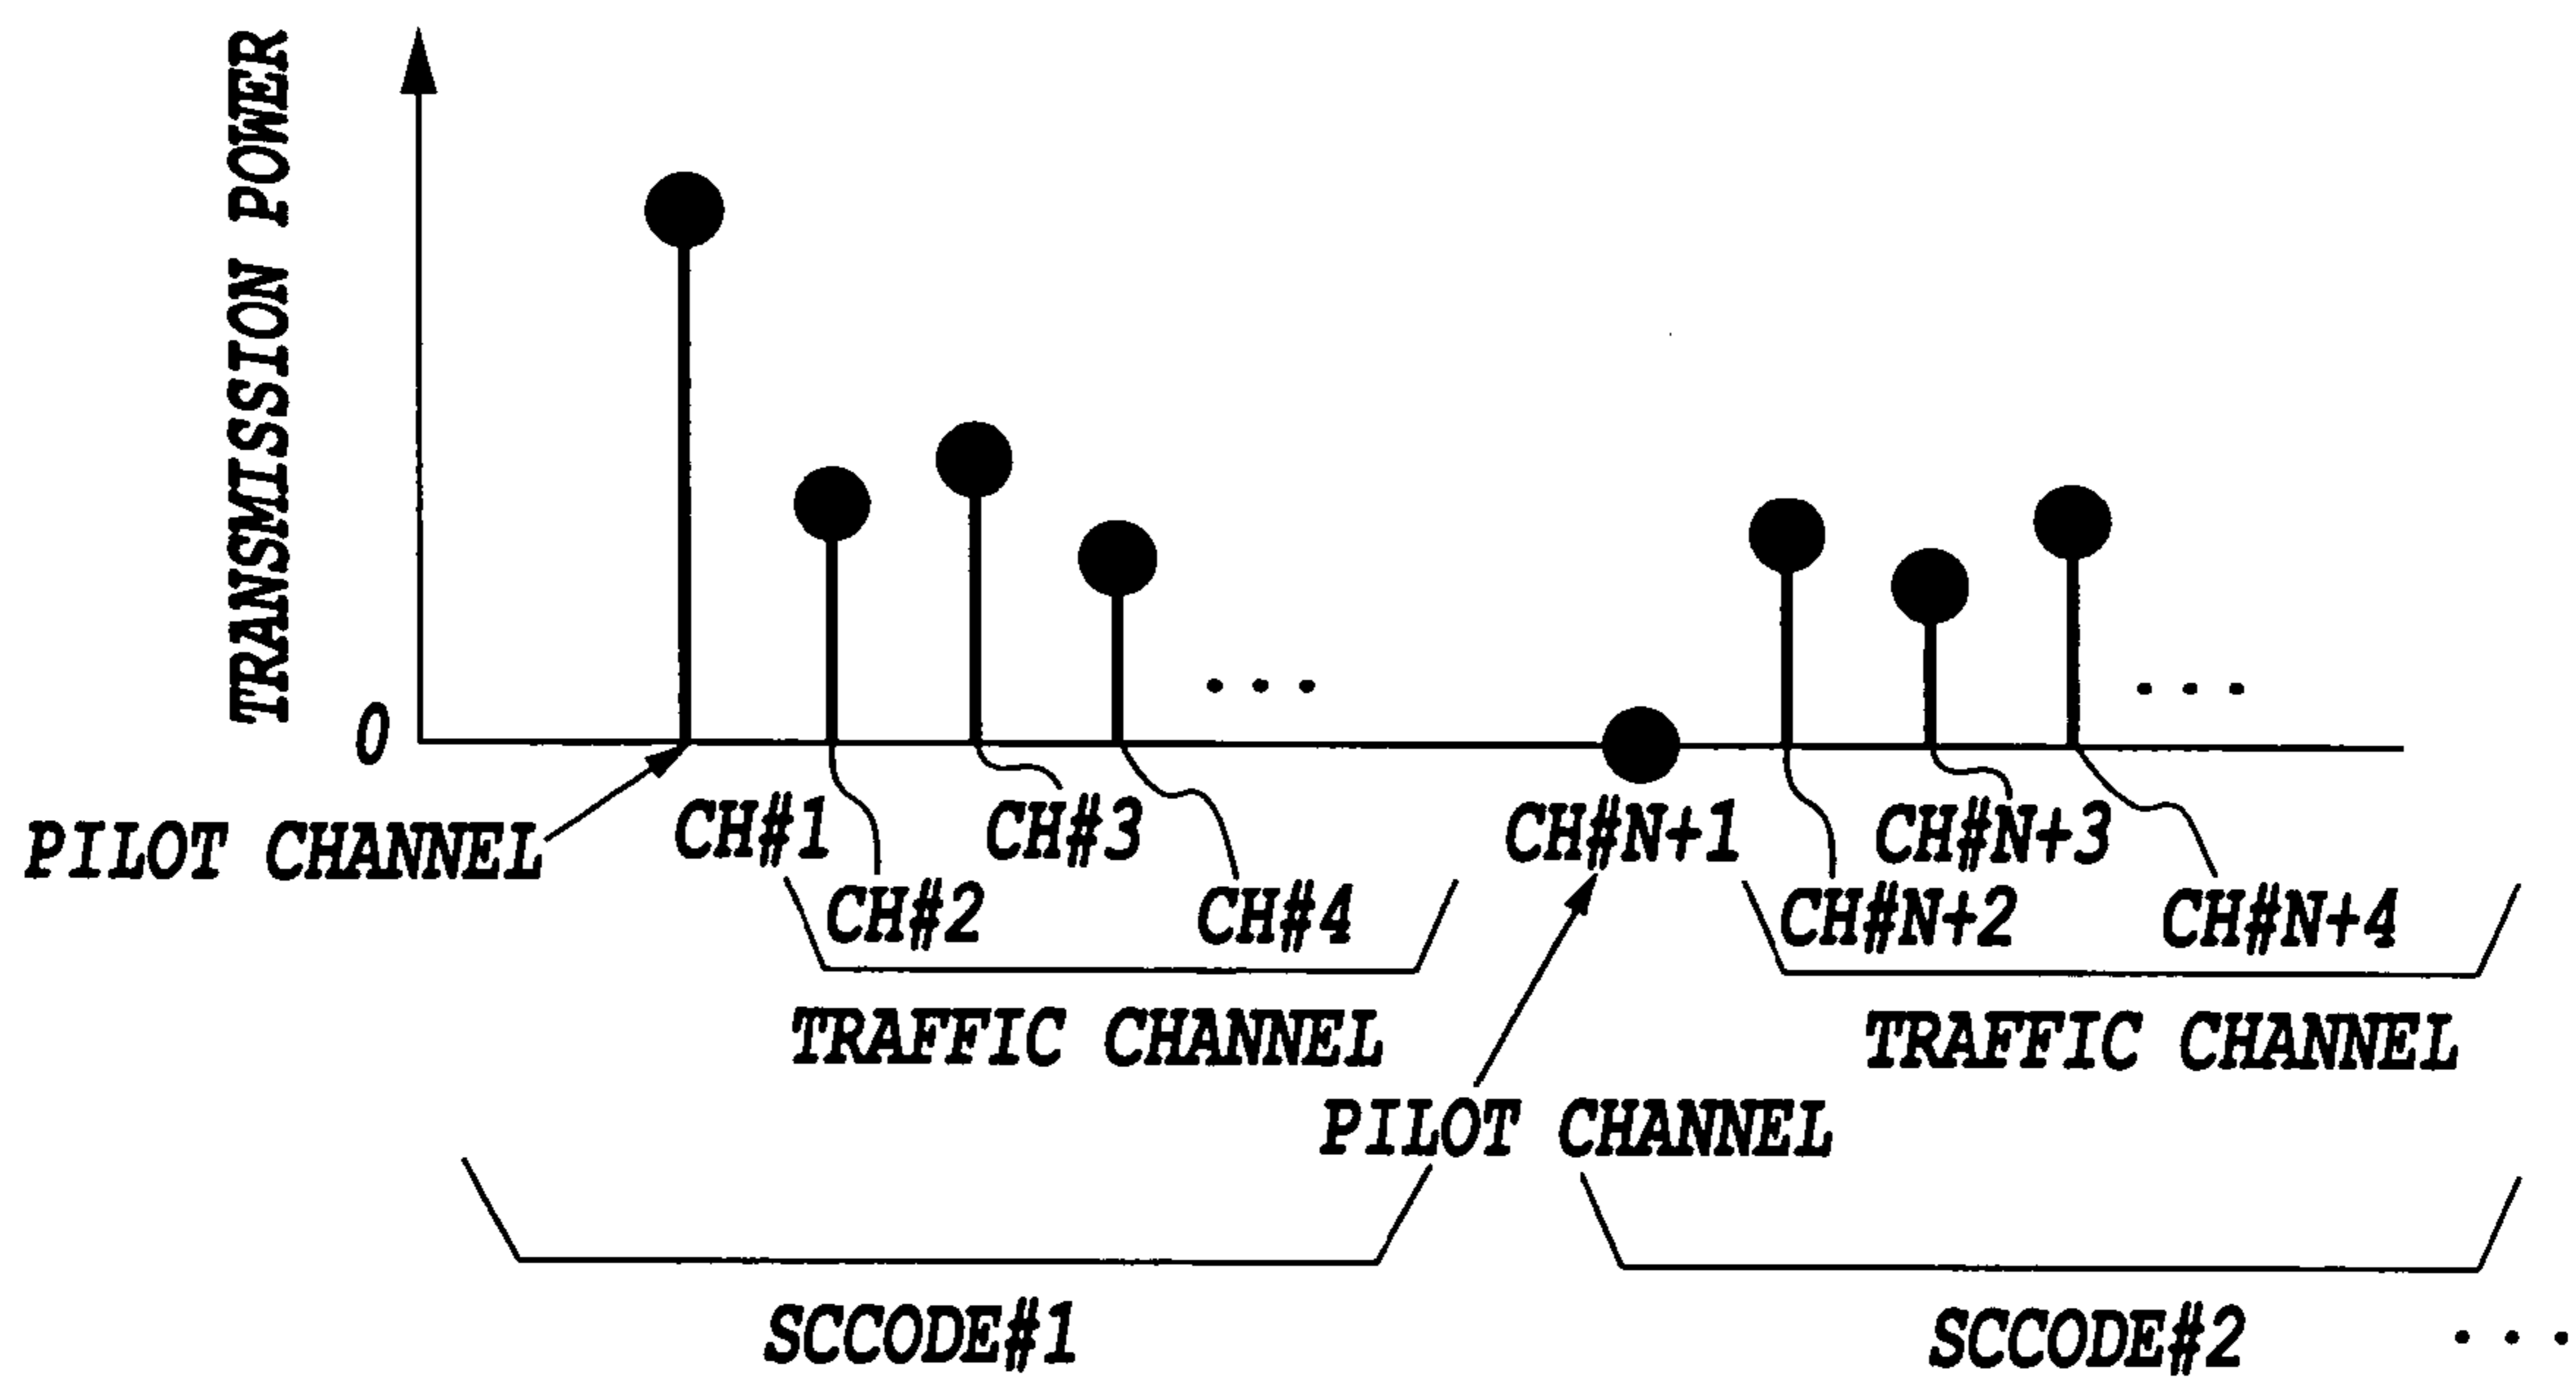 TRANSMISSION POWER
0
PILOT CHANNEL
CH#1
CH#2
CH#3
CH#4
TRAFFIC CHANNEL
CH#N+1
CH#N+2
CH#N+3
CH#N+4
TRAFFIC CHANNEL
PILOT CHANNEL
SCCODE#1
SCCODE#2